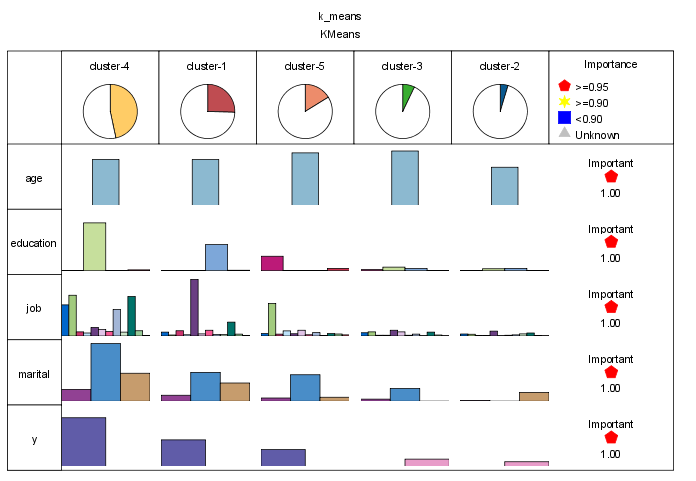 k_means
KMeans
cluster-4 cluster-1 cluster-5 cluster-3 cluster-2 Importance
>=0.95
>=0.90
<0.90
Unknown
age Important
1.00
education Important
1.00
job Important
1.00
marital Important
1.00
y Important
1.00